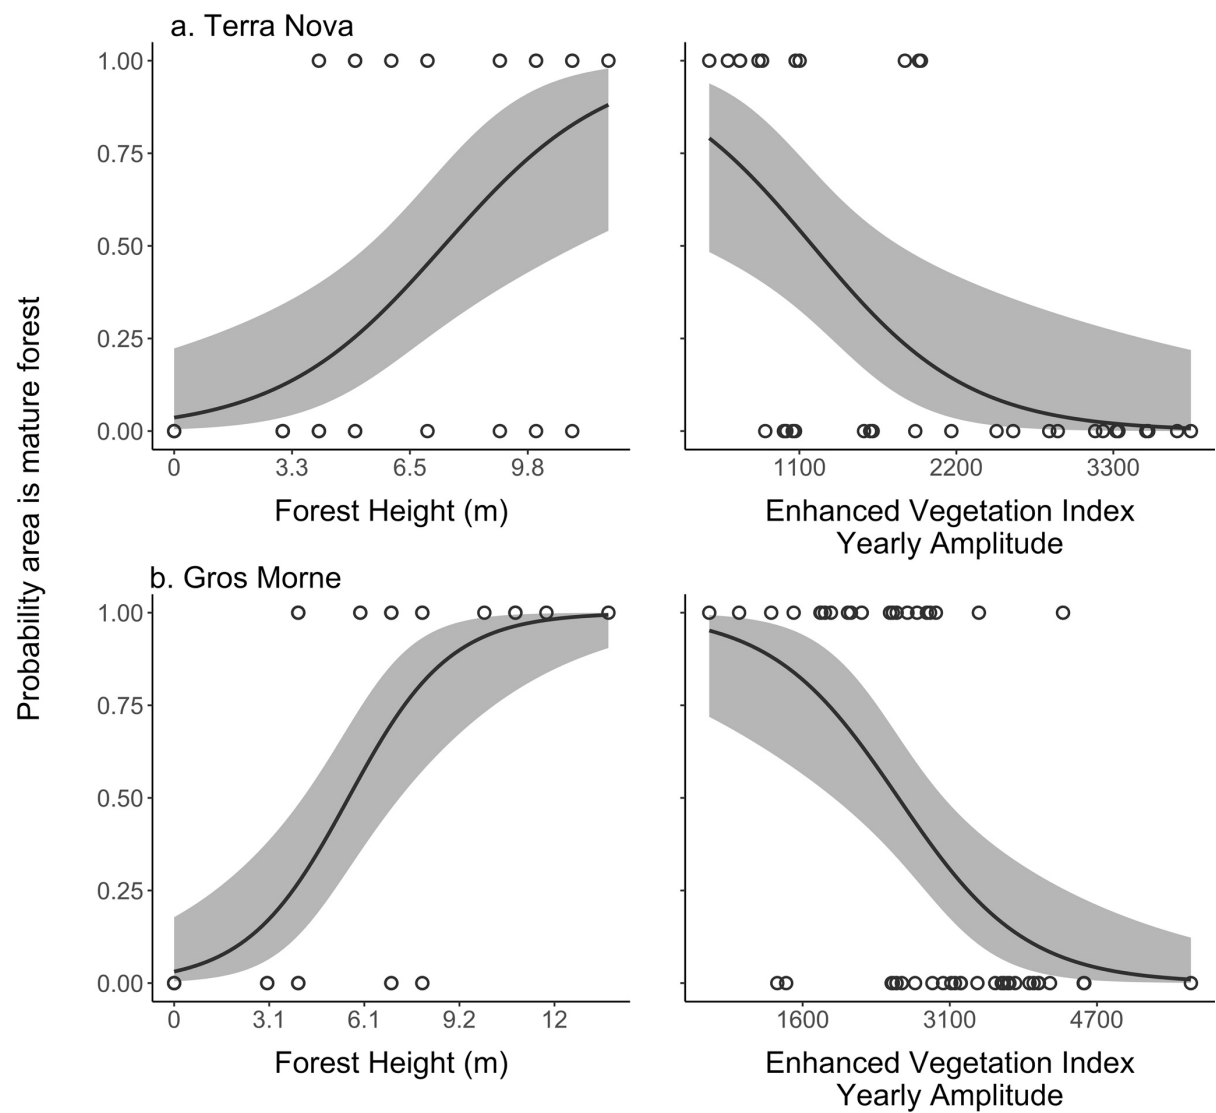 Probability area is mature forest
a. Terra Nova
1.00
0.75
0.50
0.25
0.00
0 3.3 6.5 9.8
Forest Height (m)
1100 2200 3300
Enhanced Vegetation Index
Yearly Amplitude
b. Gros Morne
1.00
0.75
0.50
0.25
0.00
0 3.1 6.1 9.2 12
Forest Height (m)
1600 3100 4700
Enhanced Vegetation Index
Yearly Amplitude